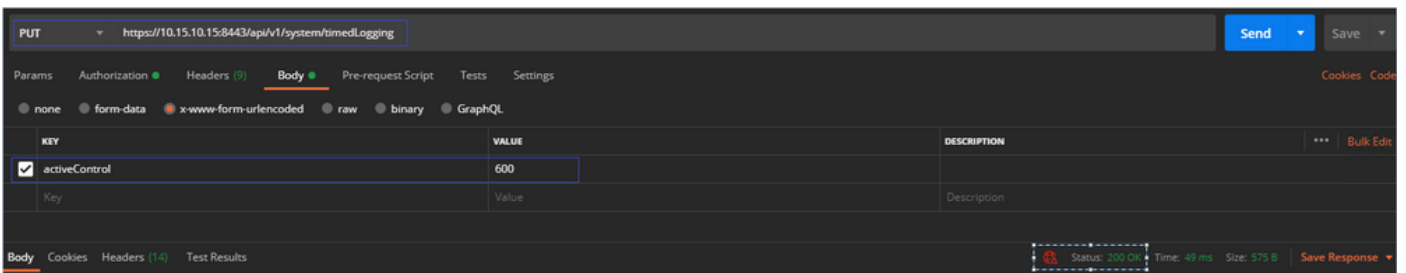 PUT https://10.15.10.15:8443/api/v1/system/timedLogging Send Save
Params Authorization Headers (9) Body Pre-request Script Tests Settings Cookies Code
none form-data x-www-form-urlencoded raw binary GraphQL
KEY VALUE DESCRIPTION ••• Bulk Edit
activeControl 600
Key Value Description
Body Cookies Headers (14) Test Results Status: 200 OK Time: 49 ms Size: 575 B Save Response